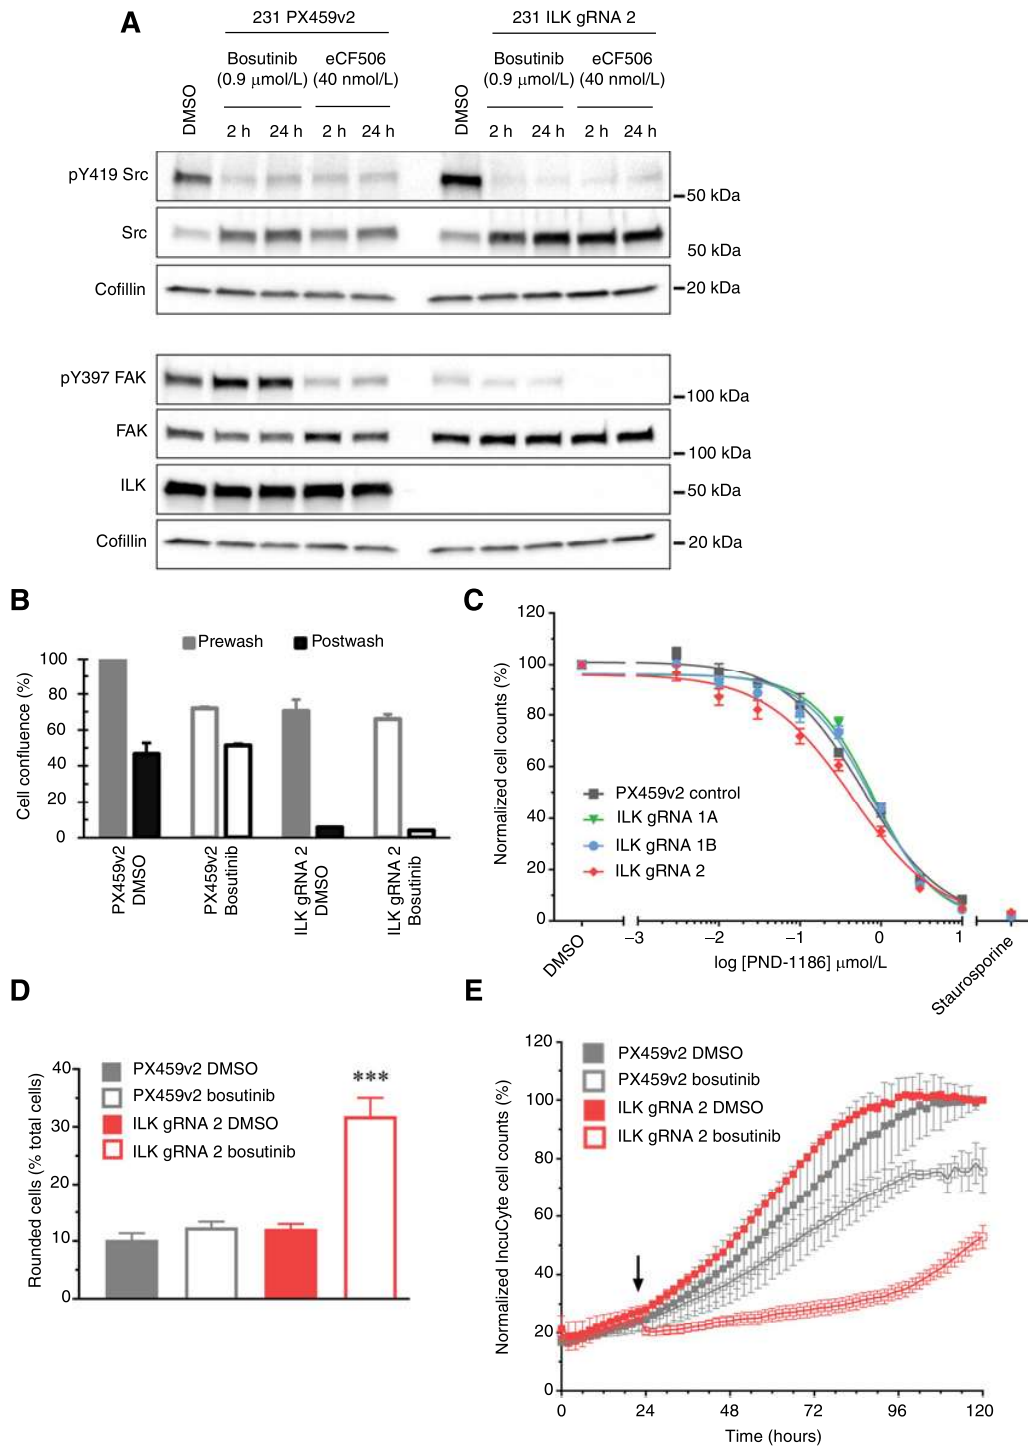 A
231 PX459v2
231 ILK gRNA 2
Bosutinib
(0.9 μmol/L)
eCF506
(40 nmol/L)
Bosutinib
(0.9 μmol/L)
eCF506
(40 nmol/L)
DMSO
2 h
24 h
2 h
24 h
DMSO
2 h
24 h
2 h
24 h
pY419 Src
50 kDa
Src
50 kDa
Cofillin
20 kDa
pY397 FAK
100 kDa
FAK
100 kDa
ILK
50 kDa
Cofillin
20 kDa
B
Prewash
Postwash
Cell confluence (%)
100
80
60
40
20
0
PX459v2
DMSO
PX459v2
Bosutinib
ILK gRNA 2
DMSO
ILK gRNA 2
Bosutinib
C
Normalized cell counts (%)
120
100
80
60
40
20
0
PX459v2 control
ILK gRNA 1A
ILK gRNA 1B
ILK gRNA 2
DMSO
−3
−2
−1
0
1
Staurosporine
log [PND-1186] μmol/L
D
Rounded cells (% total cells)
40
30
20
10
0
PX459v2 DMSO
PX459v2 bosutinib
ILK gRNA 2 DMSO
ILK gRNA 2 bosutinib
***
E
Normalized IncuCyte cell counts (%)
120
100
80
60
40
20
0
PX459v2 DMSO
PX459v2 bosutinib
ILK gRNA 2 DMSO
ILK gRNA 2 bosutinib
0
24
48
72
96
120
Time (hours)